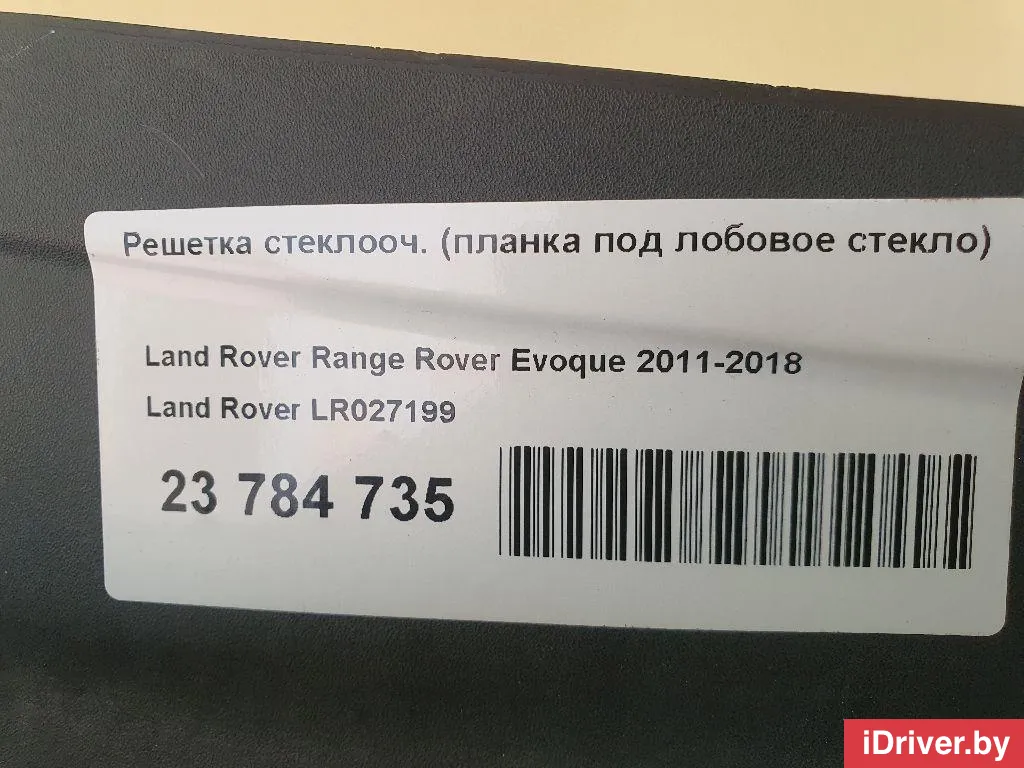 Решетка стеклооч. (планка под лобовое стекло)
Land Rover Range Rover Evoque 2011-2018
Land Rover LR027199
23 784 735
iDriver.by